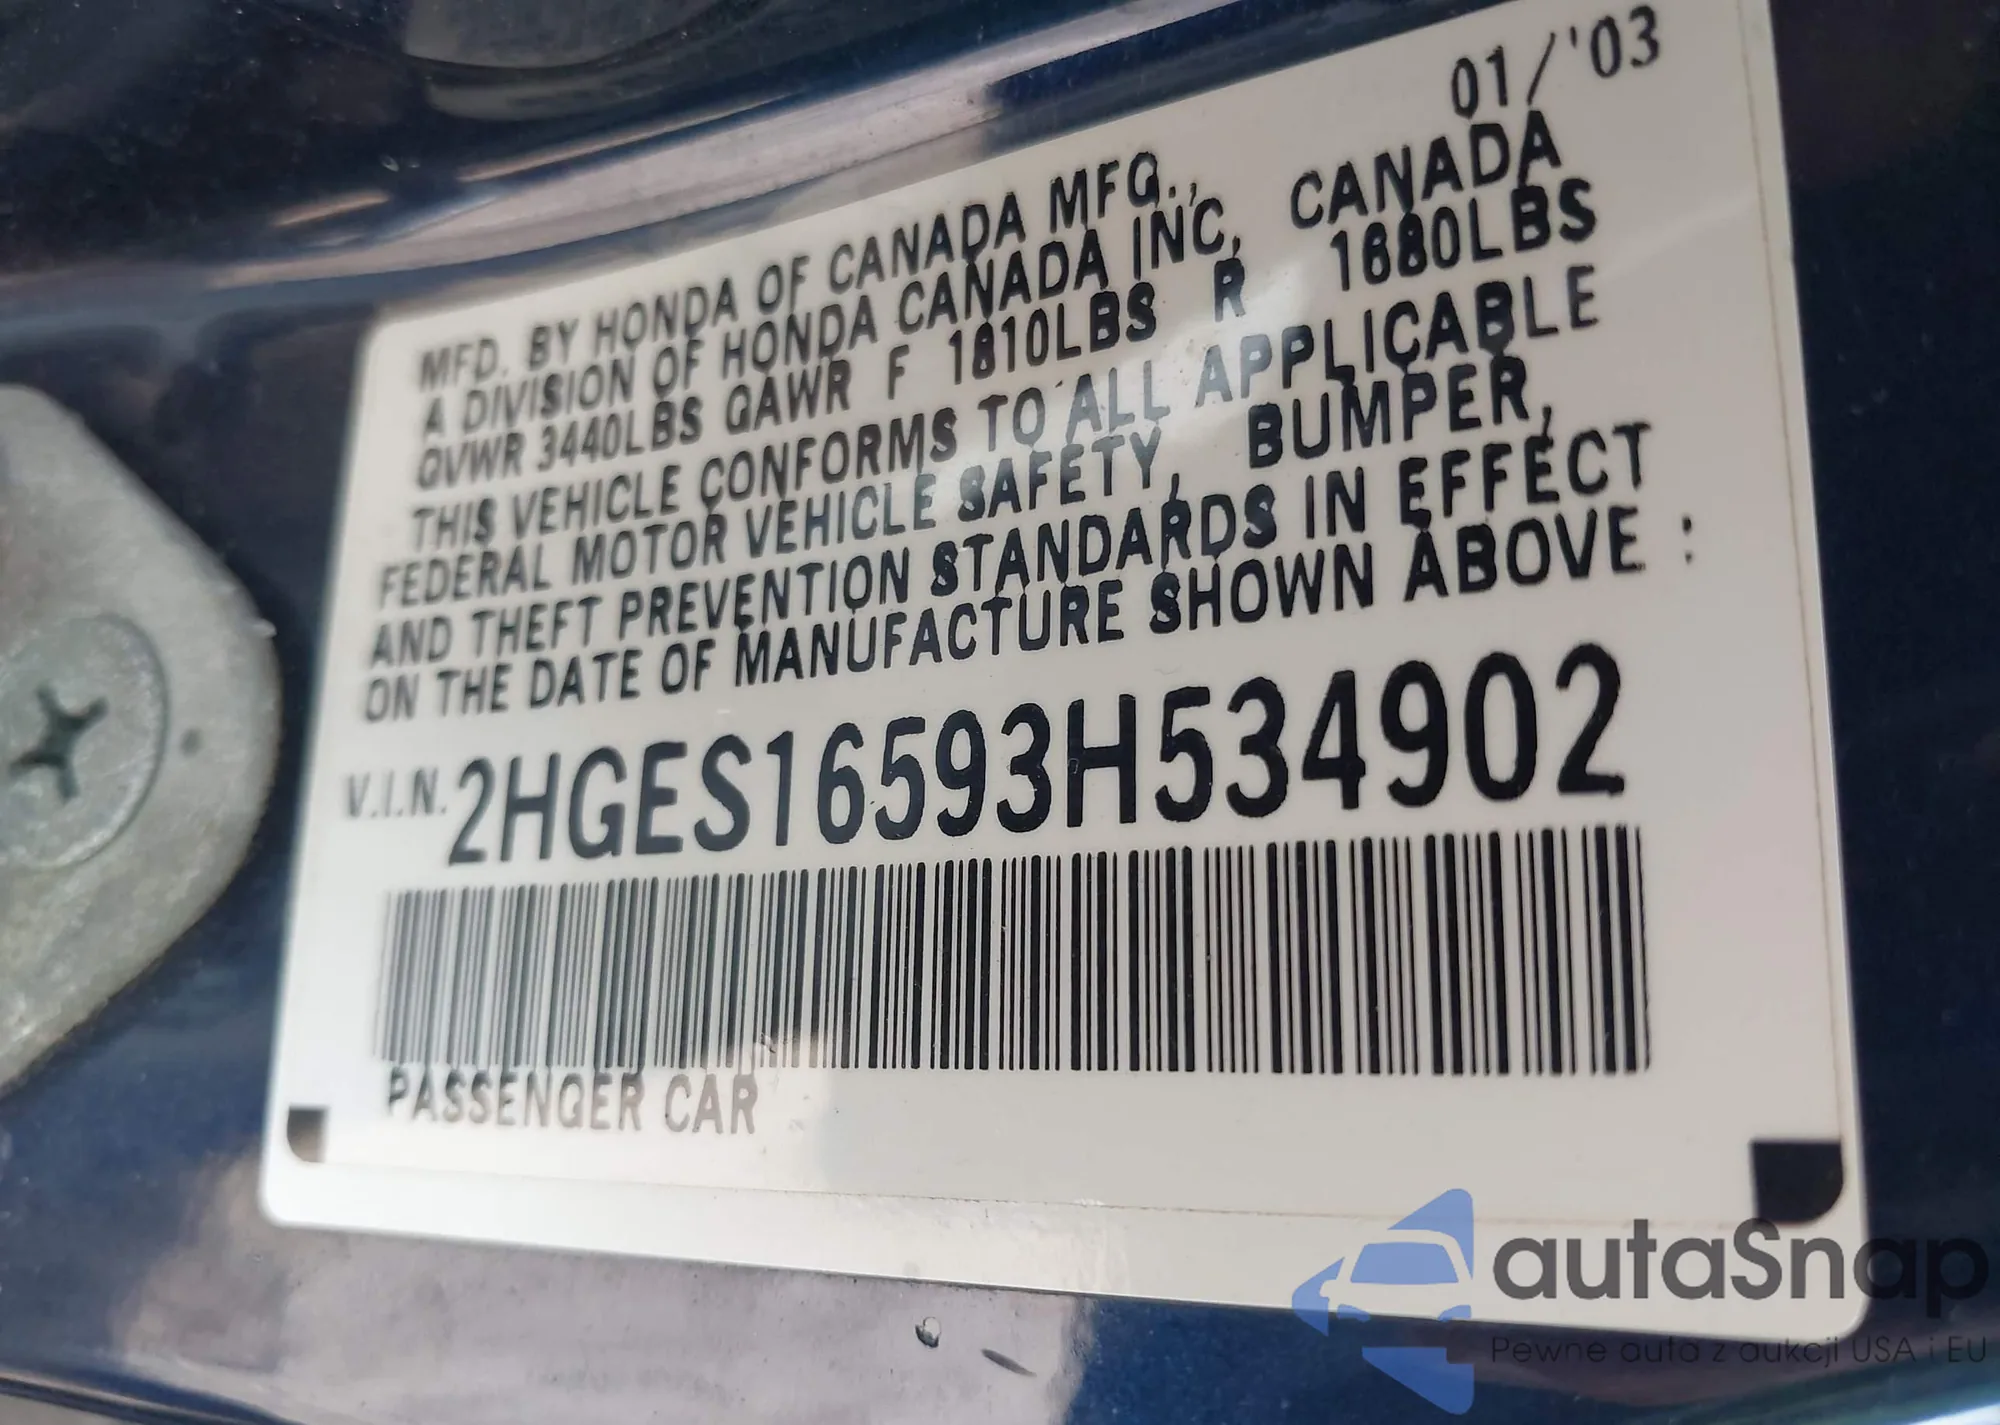 01/'03
MFD. BY HONDA OF CANADA MFG.,
A DIVISION OF HONDA CANADA INC, CANADA
GVWR 3440LBS GAWR F 1810LBS R 1680LBS
THIS VEHICLE CONFORMS TO ALL APPLICABLE
FEDERAL MOTOR VEHICLE SAFETY, BUMPER,
AND THEFT PREVENTION STANDARDS IN EFFECT
ON THE DATE OF MANUFACTURE SHOWN ABOVE :
V.I.N. 2HGES16593H534902
PASSENGER CAR
autaSnap
Pewne auta z aukcji USA i EU